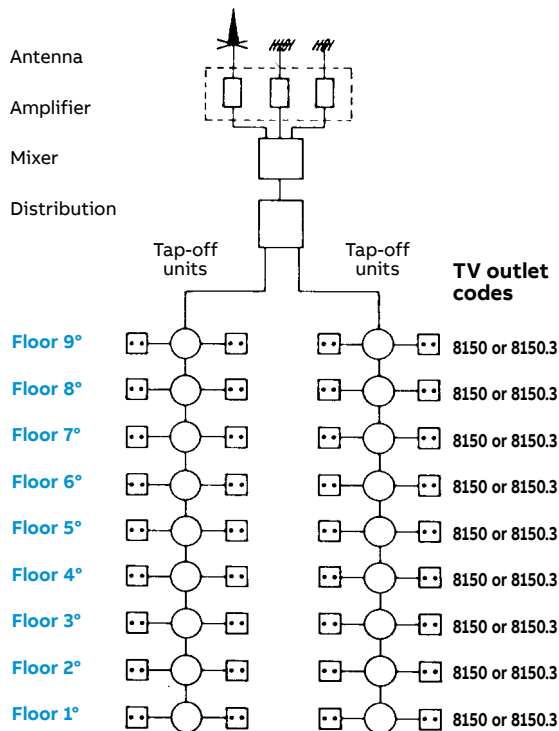 Antenna
Amplifier
Mixer
Distribution
Tap-off
units
Tap-off
units
TV outlet
codes
Floor 9°
8150 or 8150.3
Floor 8°
8150 or 8150.3
Floor 7°
8150 or 8150.3
Floor 6°
8150 or 8150.3
Floor 5°
8150 or 8150.3
Floor 4°
8150 or 8150.3
Floor 3°
8150 or 8150.3
Floor 2°
8150 or 8150.3
Floor 1°
8150 or 8150.3